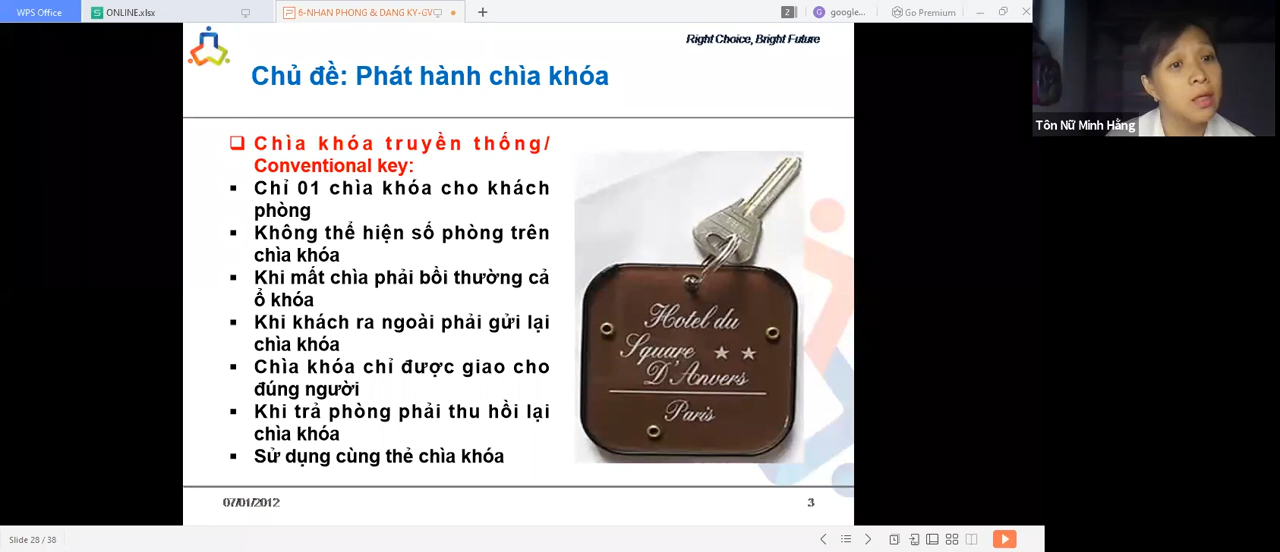 WPS Office
ONLINE.xlsx
6-NHAN PHONG & DANG KY-GV
2
G google...
Go Premium
Right Choice, Bright Future
Chủ đề: Phát hành chìa khóa
Tôn Nữ Minh Hằng
Chìa khóa truyền thống/
Conventional key:
Chỉ 01 chìa khóa cho khách
phòng
Không thể hiện số phòng trên
chìa khóa
Khi mất chìa phải bồi thường cả
ổ khóa
Khi khách ra ngoài phải gửi lại
chìa khóa
Chìa khóa chỉ được giao cho
đúng người
Khi trả phòng phải thu hồi lại
chìa khóa
Sử dụng cùng thẻ chìa khóa
Hotel du
Square
D'Anvers
Paris
07/01/2012
3
Slide 28 / 38